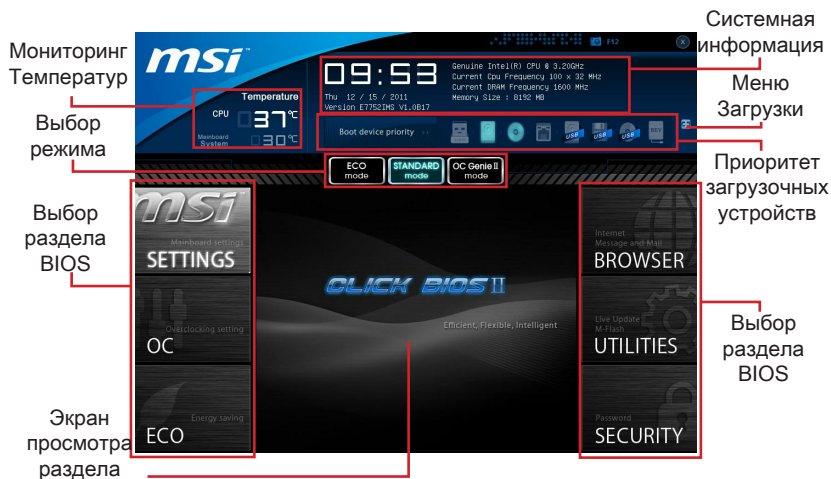 Системная
информация
Мониторинг
Температур
Меню
Загрузки
Выбор
режима
Приоритет
загрузочных
устройств
Выбор
раздела
BIOS
Выбор
раздела
BIOS
Экран
просмотра
раздела
msi
F12
X
09:53
Thu 12 / 15 / 2011
Version E7752IMS V1.0B17
Genuine Intel(R) CPU @ 3.20GHz
Current Cpu Frequency 100 x 32 MHz
Current DRAM Frequency 1600 MHz
Memory Size : 8192 MB
Temperature
CPU 37°C
Mainboard
System 30°C
Boot device priority
USB
USB
USB
ECO
mode
STANDARD
mode
OC Genie II
mode
msi
Mainboard settings
SETTINGS
Overclocking setting
OC
Energy saving
ECO
CLICK BIOS II
Efficient, Flexible, Intelligent
Internet
Message and Mail
BROWSER
Live Update
M-Flash
UTILITIES
Password
SECURITY